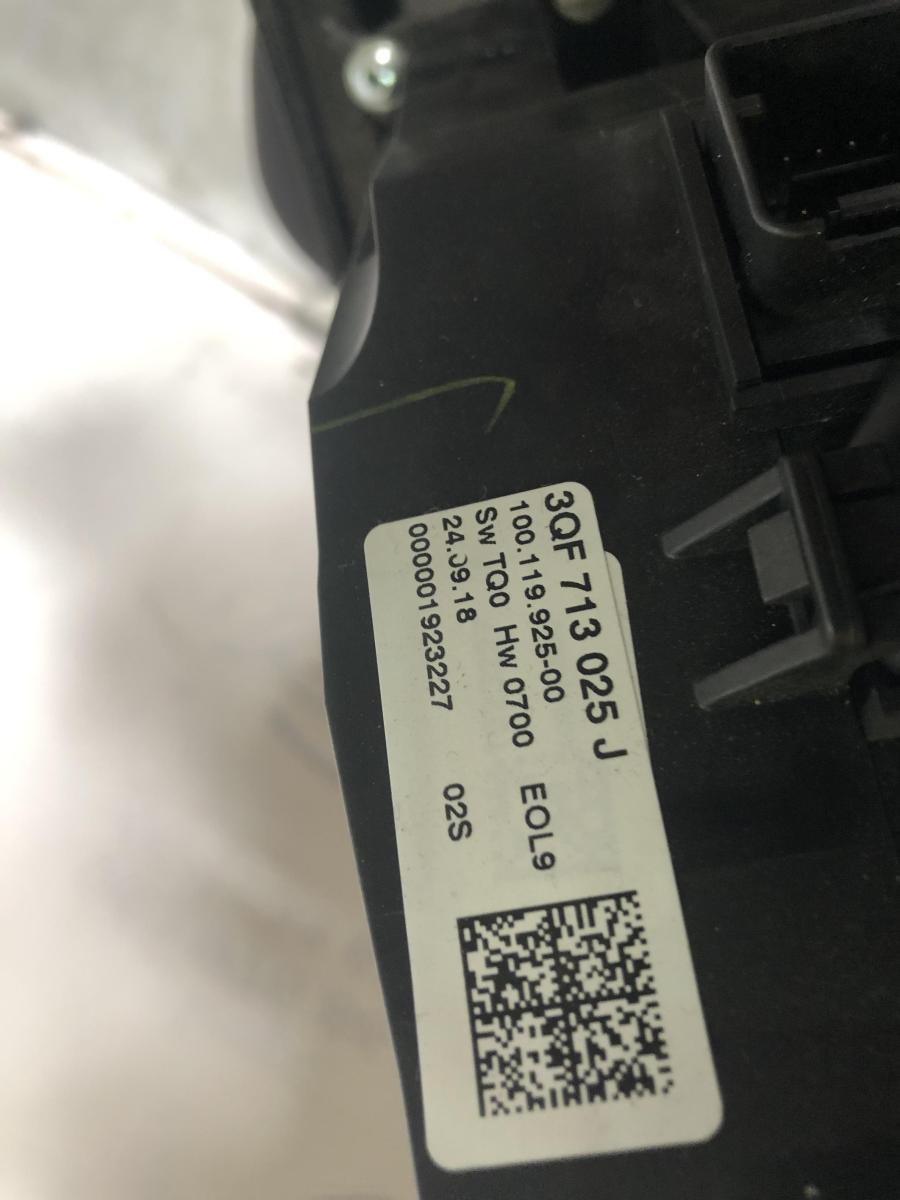 3QF 713 025 J
100.119.925-00
SW TQ0 HW 0700 EOL9
24.09.18
000001923227 02S